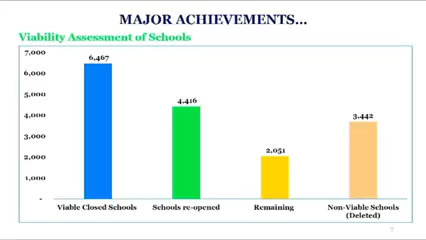 MAJOR ACHIEVEMENTS...
Viability Assessment of Schools
7,000
6,000
5,000
4,000
3,000
2,000
1,000
-
6,467
4,416
2,051
3,442
Viable Closed Schools
Schools re-opened
Remaining
Non-Viable Schools
(Deleted)
7